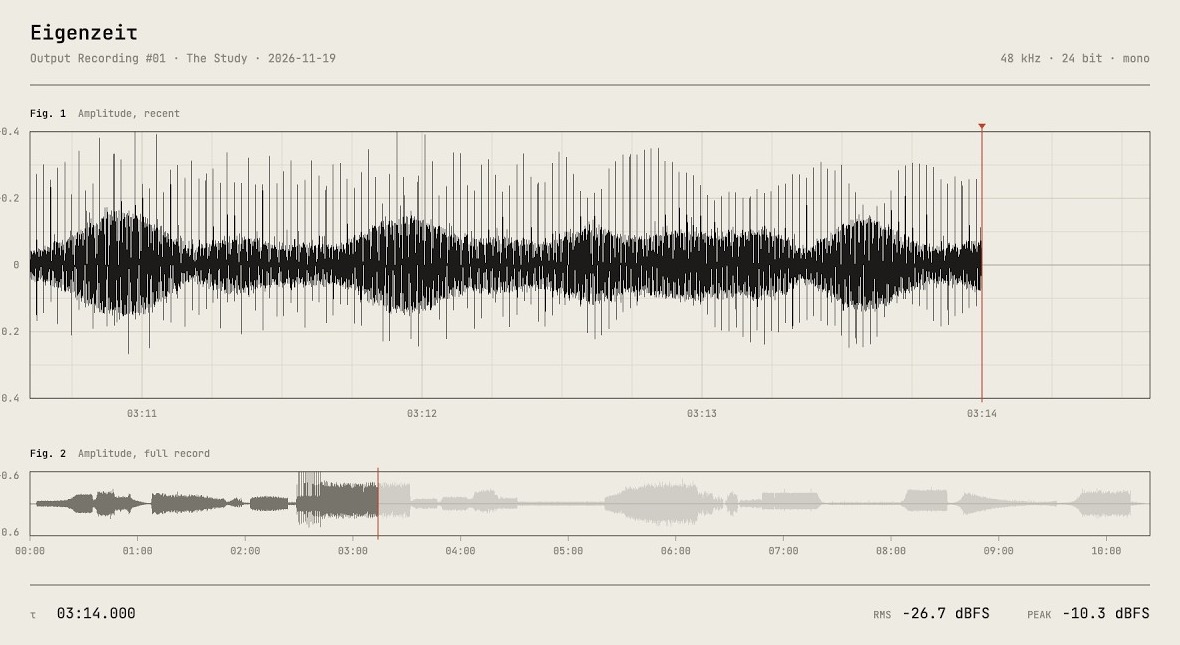 Eigenzeiτ
Output Recording #01 · The Study · 2026-11-19
48 kHz · 24 bit · mono
Fig. 1 Amplitude, recent
0.4
0.2
0
0.2
0.4
03:11 03:12 03:13 03:14
Fig. 2 Amplitude, full record
0.6
0.6
00:00 01:00 02:00 03:00 04:00 05:00 06:00 07:00 08:00 09:00 10:00
τ 03:14.000
RMS -26.7 dBFS PEAK -10.3 dBFS